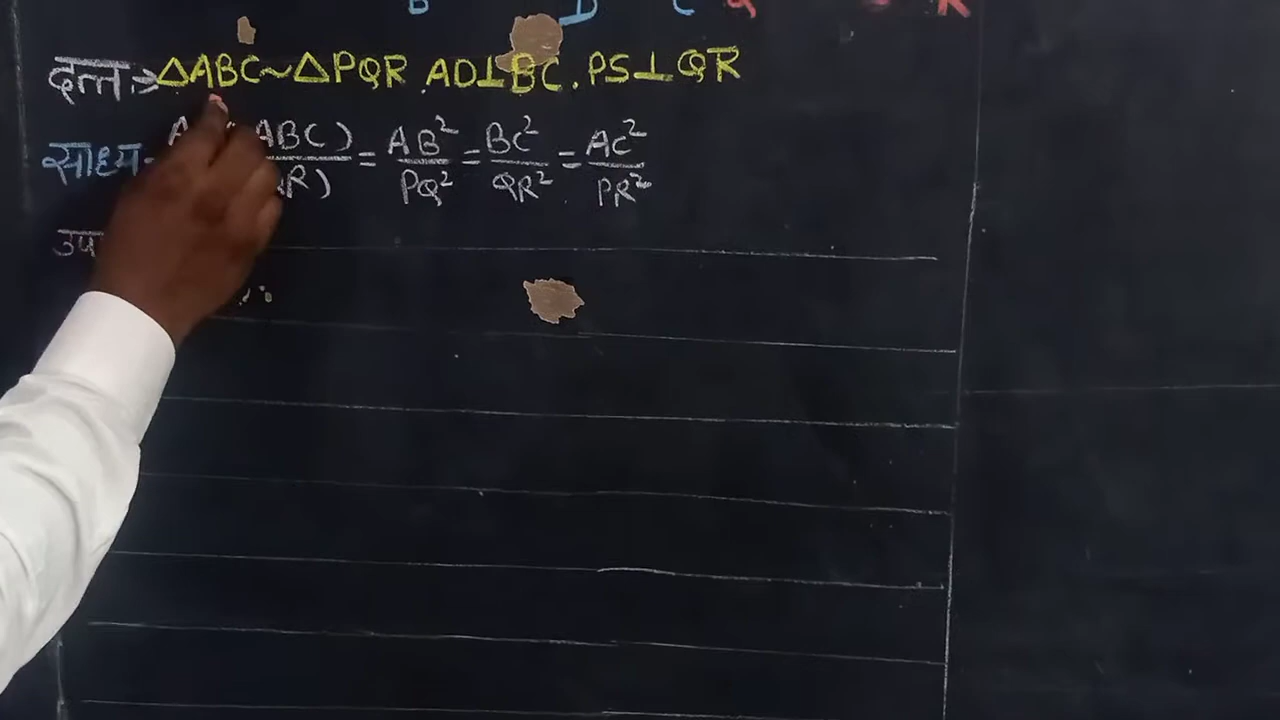 B D C Q R
दत्त :-> △ABC~△PQR. AD⊥BC. PS⊥QR
साध्य ABC) / R) = AB² / PQ² = BC² / QR² = AC² / PR²